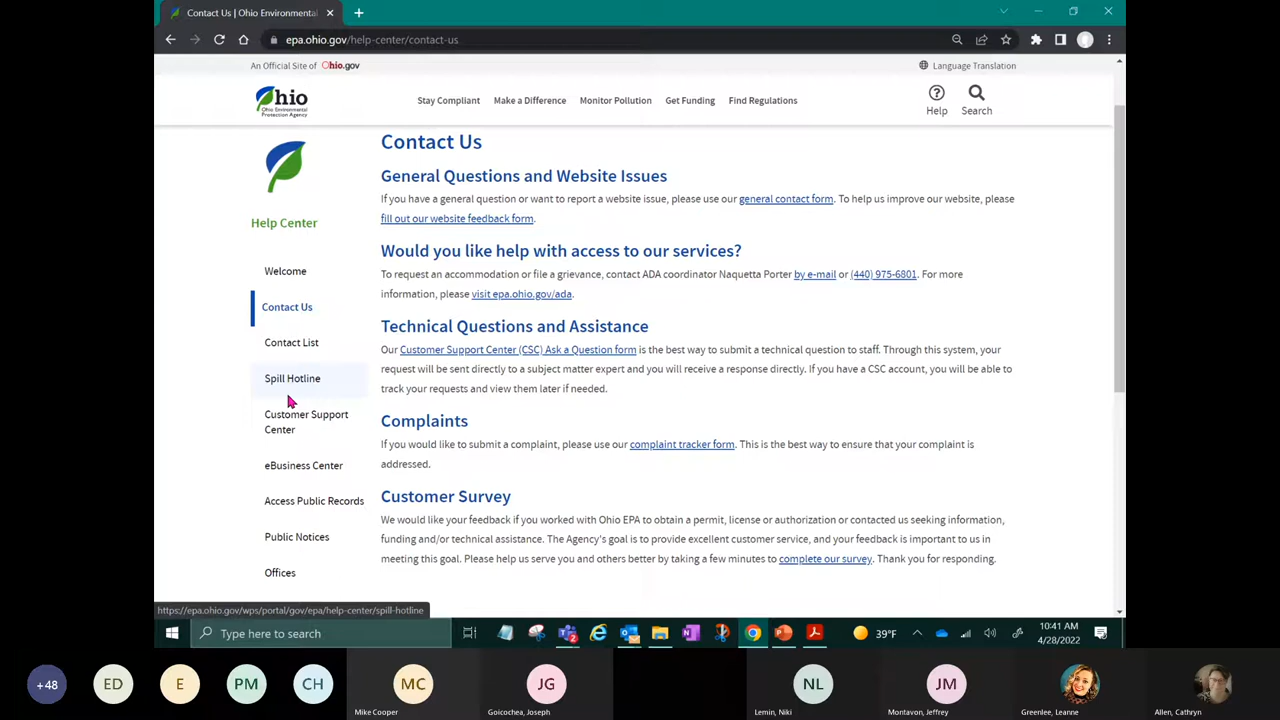 Contact Us | Ohio Environmental
epa.ohio.gov/help-center/contact-us
An Official Site of Ohio.gov
Language Translation
Ohio
Ohio Environmental
Protection Agency
Stay Compliant
Make a Difference
Monitor Pollution
Get Funding
Find Regulations
Help
Search
Help Center
Welcome
Contact Us
Contact List
Spill Hotline
Customer Support
Center
eBusiness Center
Access Public Records
Public Notices
Offices
Contact Us
General Questions and Website Issues
If you have a general question or want to report a website issue, please use our general contact form. To help us improve our website, please
fill out our website feedback form.
Would you like help with access to our services?
To request an accommodation or file a grievance, contact ADA coordinator Naquetta Porter by e-mail or (440) 975-6801. For more
information, please visit epa.ohio.gov/ada.
Technical Questions and Assistance
Our Customer Support Center (CSC) Ask a Question form is the best way to submit a technical question to staff. Through this system, your
request will be sent directly to a subject matter expert and you will receive a response directly. If you have a CSC account, you will be able to
track your requests and view them later if needed.
Complaints
If you would like to submit a complaint, please use our complaint tracker form. This is the best way to ensure that your complaint is
addressed.
Customer Survey
We would like your feedback if you worked with Ohio EPA to obtain a permit, license or authorization or contacted us seeking information,
funding and/or technical assistance. The Agency's goal is to provide excellent customer service, and your feedback is important to us in
meeting this goal. Please help us serve you and others better by taking a few minutes to complete our survey. Thank you for responding.
https://epa.ohio.gov/wps/portal/gov/epa/help-center/spill-hotline
Type here to search
39°F
10:41 AM
4/28/2022
+48
ED
E
PM
CH
MC
Mike Cooper
JG
Goicochea, Joseph
NL
Lemin, Niki
JM
Montavon, Jeffrey
Greenlee, Leanne
Allen, Cathryn